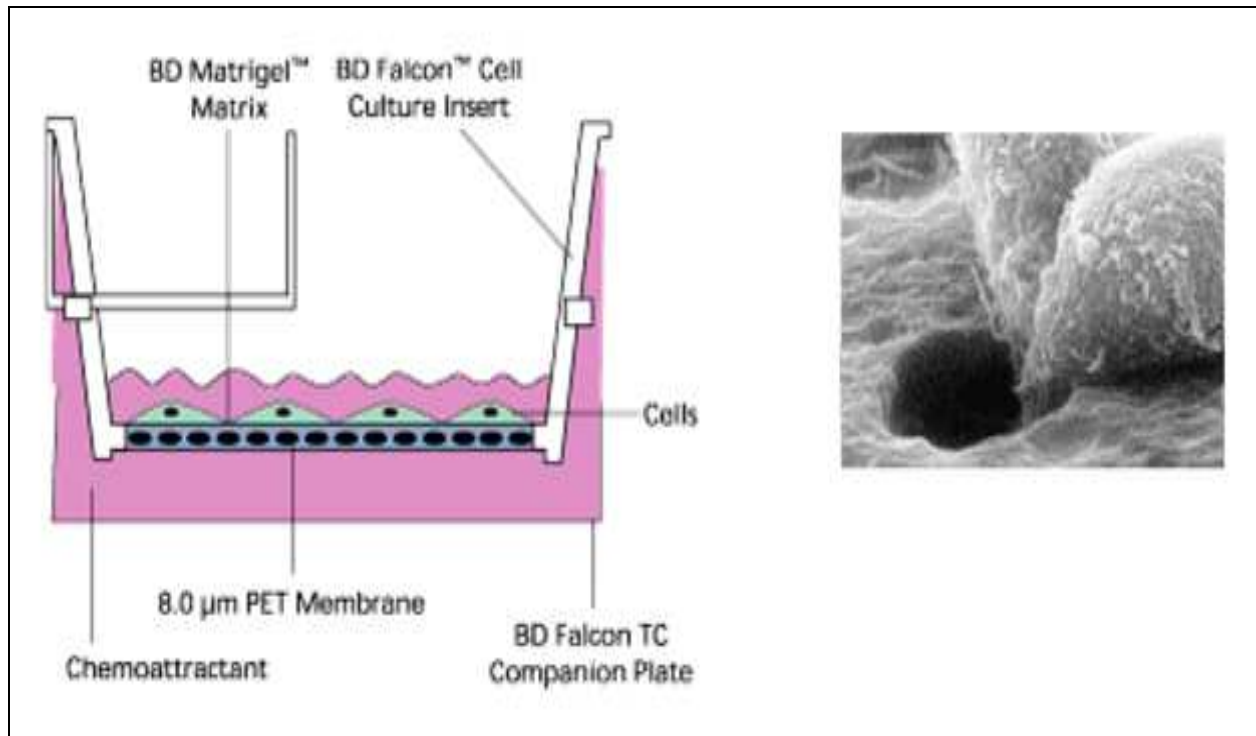 BD Matrigel™
Matrix
BD Falcon™ Cell
Culture Insert
Cells
8.0 µm PET Membrane
Chemoattractant
BD Falcon TC
Companion Plate